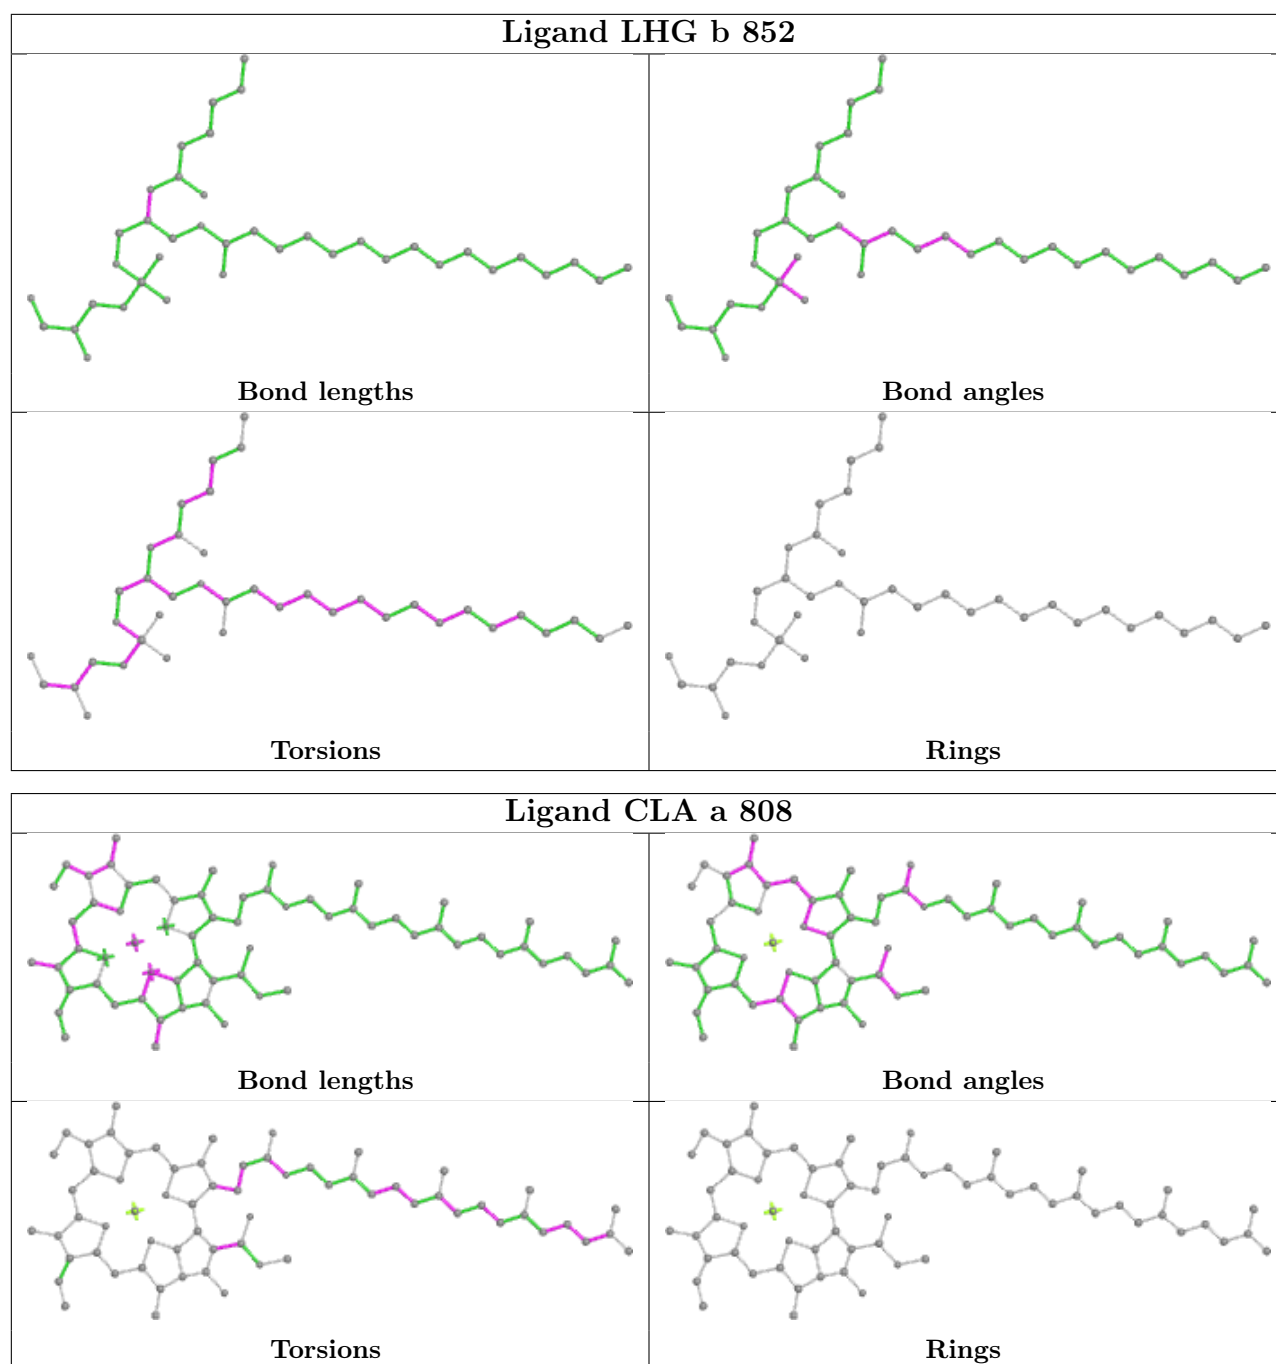 Ligand LHG b 852
Bond lengths
Bond angles
Torsions
Rings
Ligand CLA a 808
Bond lengths
Bond angles
Torsions
Rings